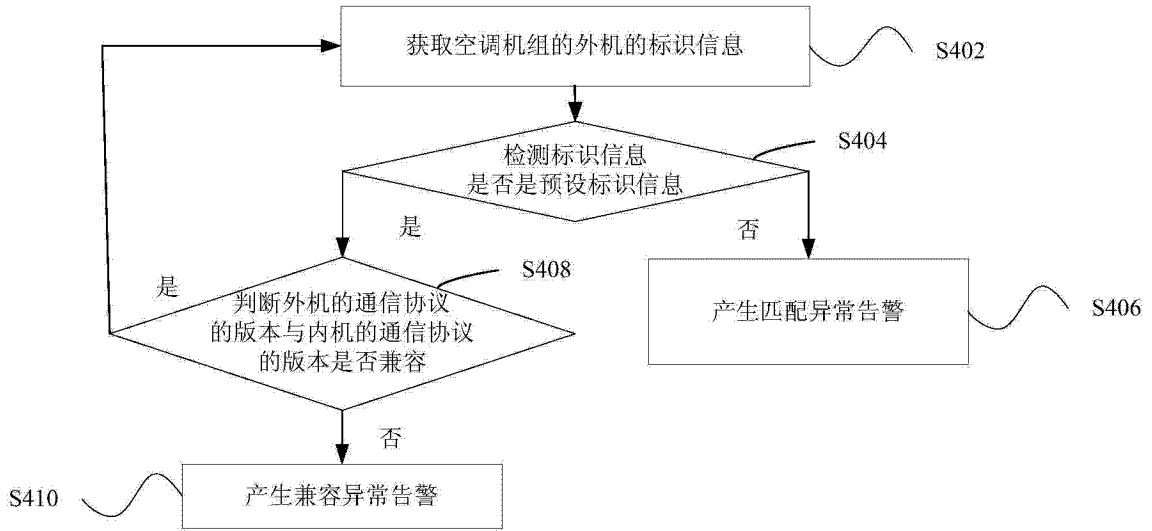 获取空调机组的外机的标识信息
S402
S404
检测标识信息
是否是预设标识信息
是
否
S408
是
判断外机的通信协议
的版本与内机的通信协议
的版本是否兼容
产生匹配异常告警
S406
否
S410
产生兼容异常告警